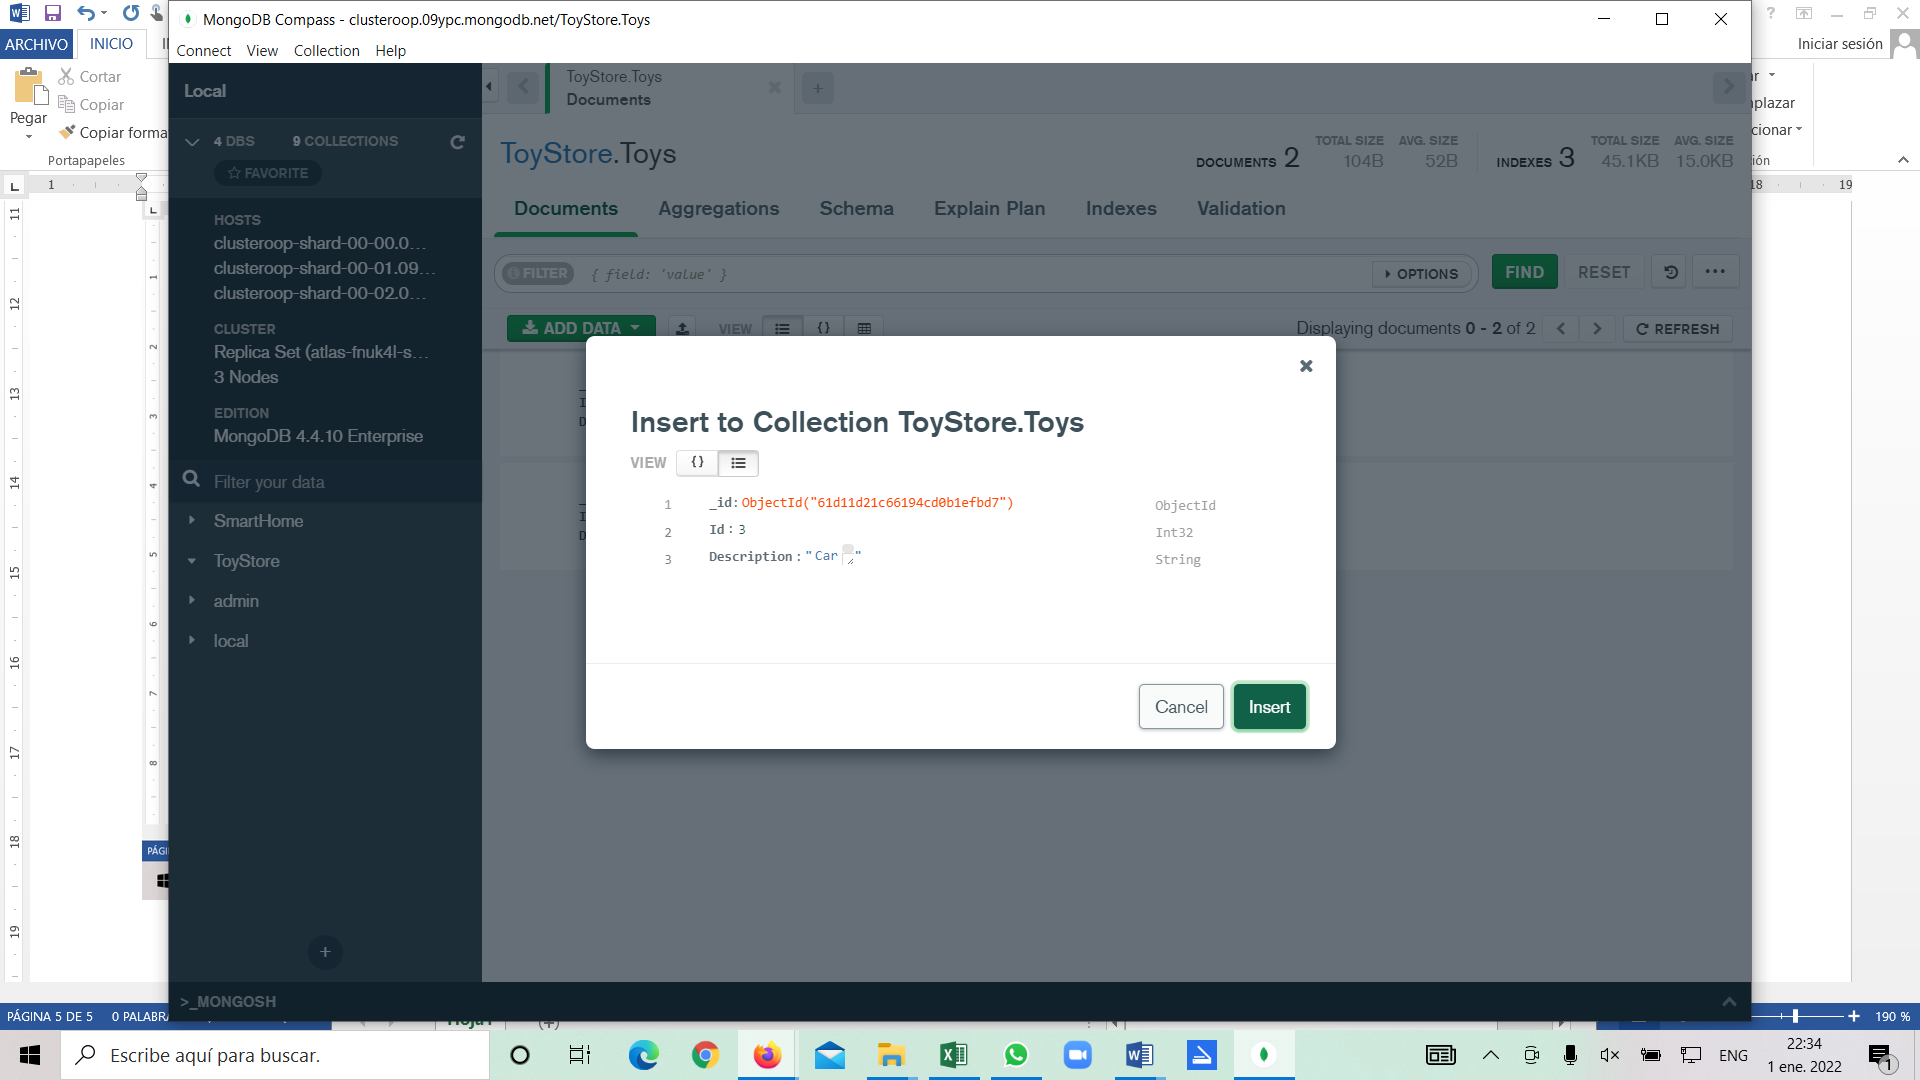 MongoDB Compass - clusteroop.09ypc.mongodb.net/ToyStore.Toys
Connect View Collection Help
ARCHIVO INICIO
Iniciar sesión
Cortar
Copiar
Copiar forma
Pegar
Portapapeles
Local
4 DBS 9 COLLECTIONS
FAVORITE
HOSTS
clusteroop-shard-00-00.0...
clusteroop-shard-00-01.09...
clusteroop-shard-00-02.0...
CLUSTER
Replica Set (atlas-fnuk4l-s...
3 Nodes
EDITION
MongoDB 4.4.10 Enterprise
Filter your data
SmartHome
ToyStore
admin
local
>_MONGOSH
ToyStore.Toys
Documents
ToyStore.Toys
DOCUMENTS 2 TOTAL SIZE 104B AVG. SIZE 52B INDEXES 3 TOTAL SIZE 45.1KB AVG. SIZE 15.0KB
Documents Aggregations Schema Explain Plan Indexes Validation
FILTER { field: 'value' } OPTIONS FIND RESET
ADD DATA VIEW Displaying documents 0 - 2 of 2 REFRESH
Insert to Collection ToyStore.Toys
VIEW {}
1 _id: ObjectId("61d11d21c66194cd0b1efbd7") ObjectId
2 Id : 3 Int32
3 Description : "Car" String
Cancel Insert
PÁGINA 5 DE 5 0 PALABRA
190 %
Escribe aquí para buscar.
ENG
22:34
1 ene. 2022
1